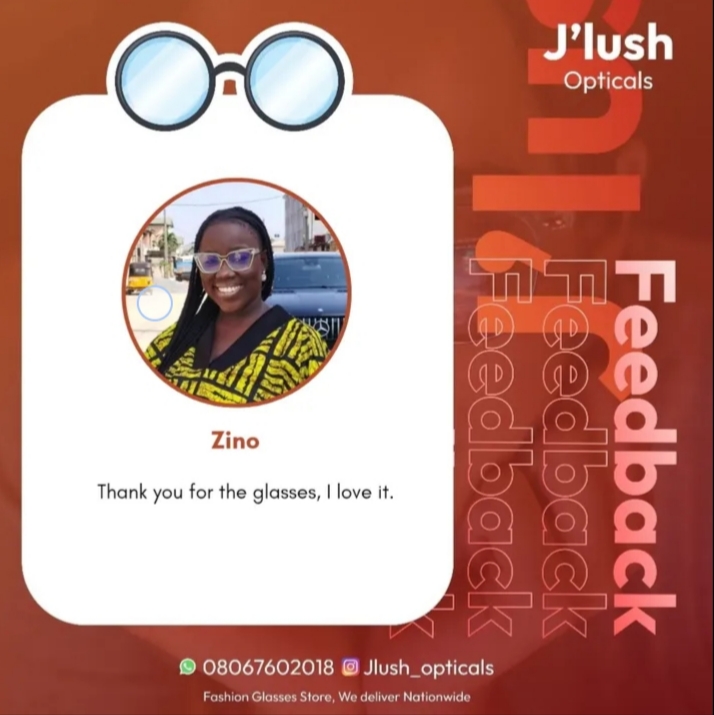 J'lush
Opticals
Feedback
Feedback
Feedback
Zino
Thank you for the glasses, I love it.
08067602018 Jlush_opticals
Fashion Glasses Store, We deliver Nationwide